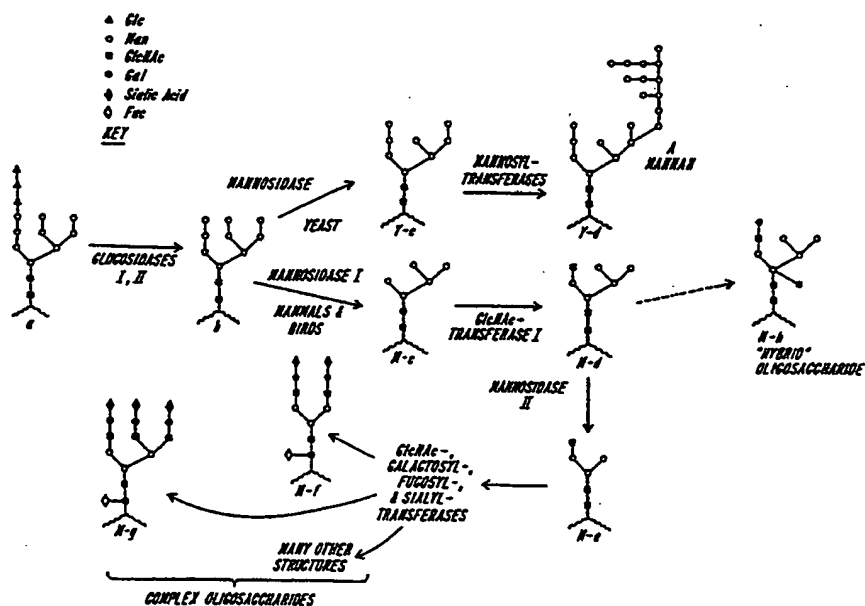 Glc
Man
GlcNAc
Gal
Sialic Acid
Fuc
KEY
a
GLUCOSIDASES
I, II
b
MANNOSIDASE
YEAST
Y-c
MANNOSYL-
TRANSFERASES
Y-d
A
MANNAN
MANNOSIDASE I
MAMMALS &
BIRDS
M-c
GlcNAc-
TRANSFERASE I
M-d
M-h
"HYBRID"
OLIGOSACCHARIDE
MANNOSIDASE
II
M-e
GlcNAc-,
GALACTOSYL-,
FUCOSYL-,
& SIALYL-
TRANSFERASES
M-f
M-g
MANY OTHER
STRUCTURES
COMPLEX OLIGOSACCHARIDES